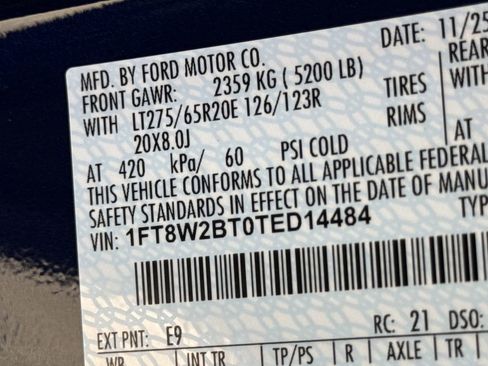 MFD. BY FORD MOTOR CO.
DATE: 11/25
FRONT GAWR: 2359 KG ( 5200 LB)
REAR
WITH LT275/65R20E 126/123R TIRES
WITH
20X8.0J RIMS
AT 420 kPa/ 60 PSI COLD
AT
THIS VEHICLE CONFORMS TO ALL APPLICABLE FEDERAL
SAFETY STANDARDS IN EFFECT ON THE DATE OF MANU
VIN: 1FT8W2BT0TED14484
TYP
EXT PNT: E9 RC: 21 DSO:
WB INT TR TP/PS R AXLE TR